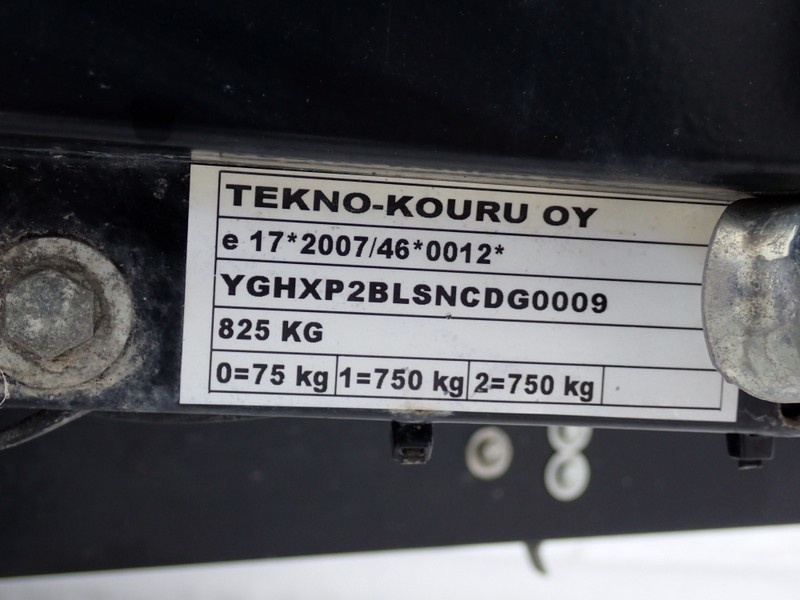 TEKNO-KOURU OY
e 17*2007/46*0012*
YGHXP2BLSNCDG0009
825 KG
0=75 kg 1=750 kg 2=750 kg